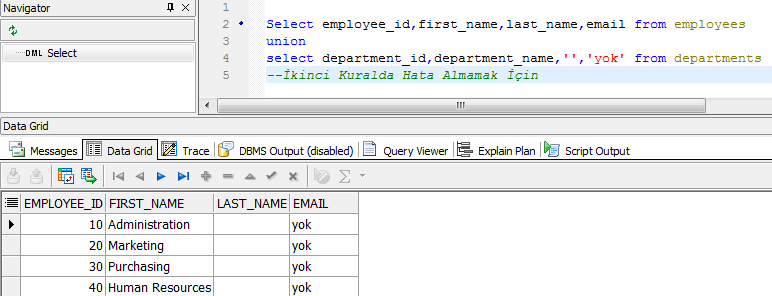 Navigator
DML Select
1
2 Select employee_id,first_name,last_name,email from employees
3 union
4 select department_id,department_name,'','yok' from departments
5 --İkinci Kuralda Hata Almamak İçin
Data Grid
Messages Data Grid Trace DBMS Output (disabled) Query Viewer Explain Plan Script Output
EMPLOYEE_ID FIRST_NAME LAST_NAME EMAIL
10 Administration yok
20 Marketing yok
30 Purchasing yok
40 Human Resources yok